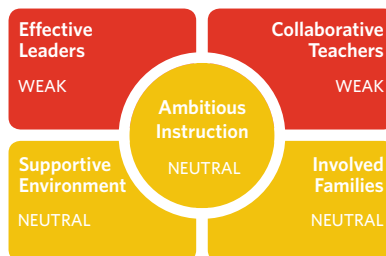 Effective
Leaders
WEAK
Collaborative
Teachers
WEAK
Ambitious
Instruction
NEUTRAL
Supportive
Environment
NEUTRAL
Involved
Families
NEUTRAL